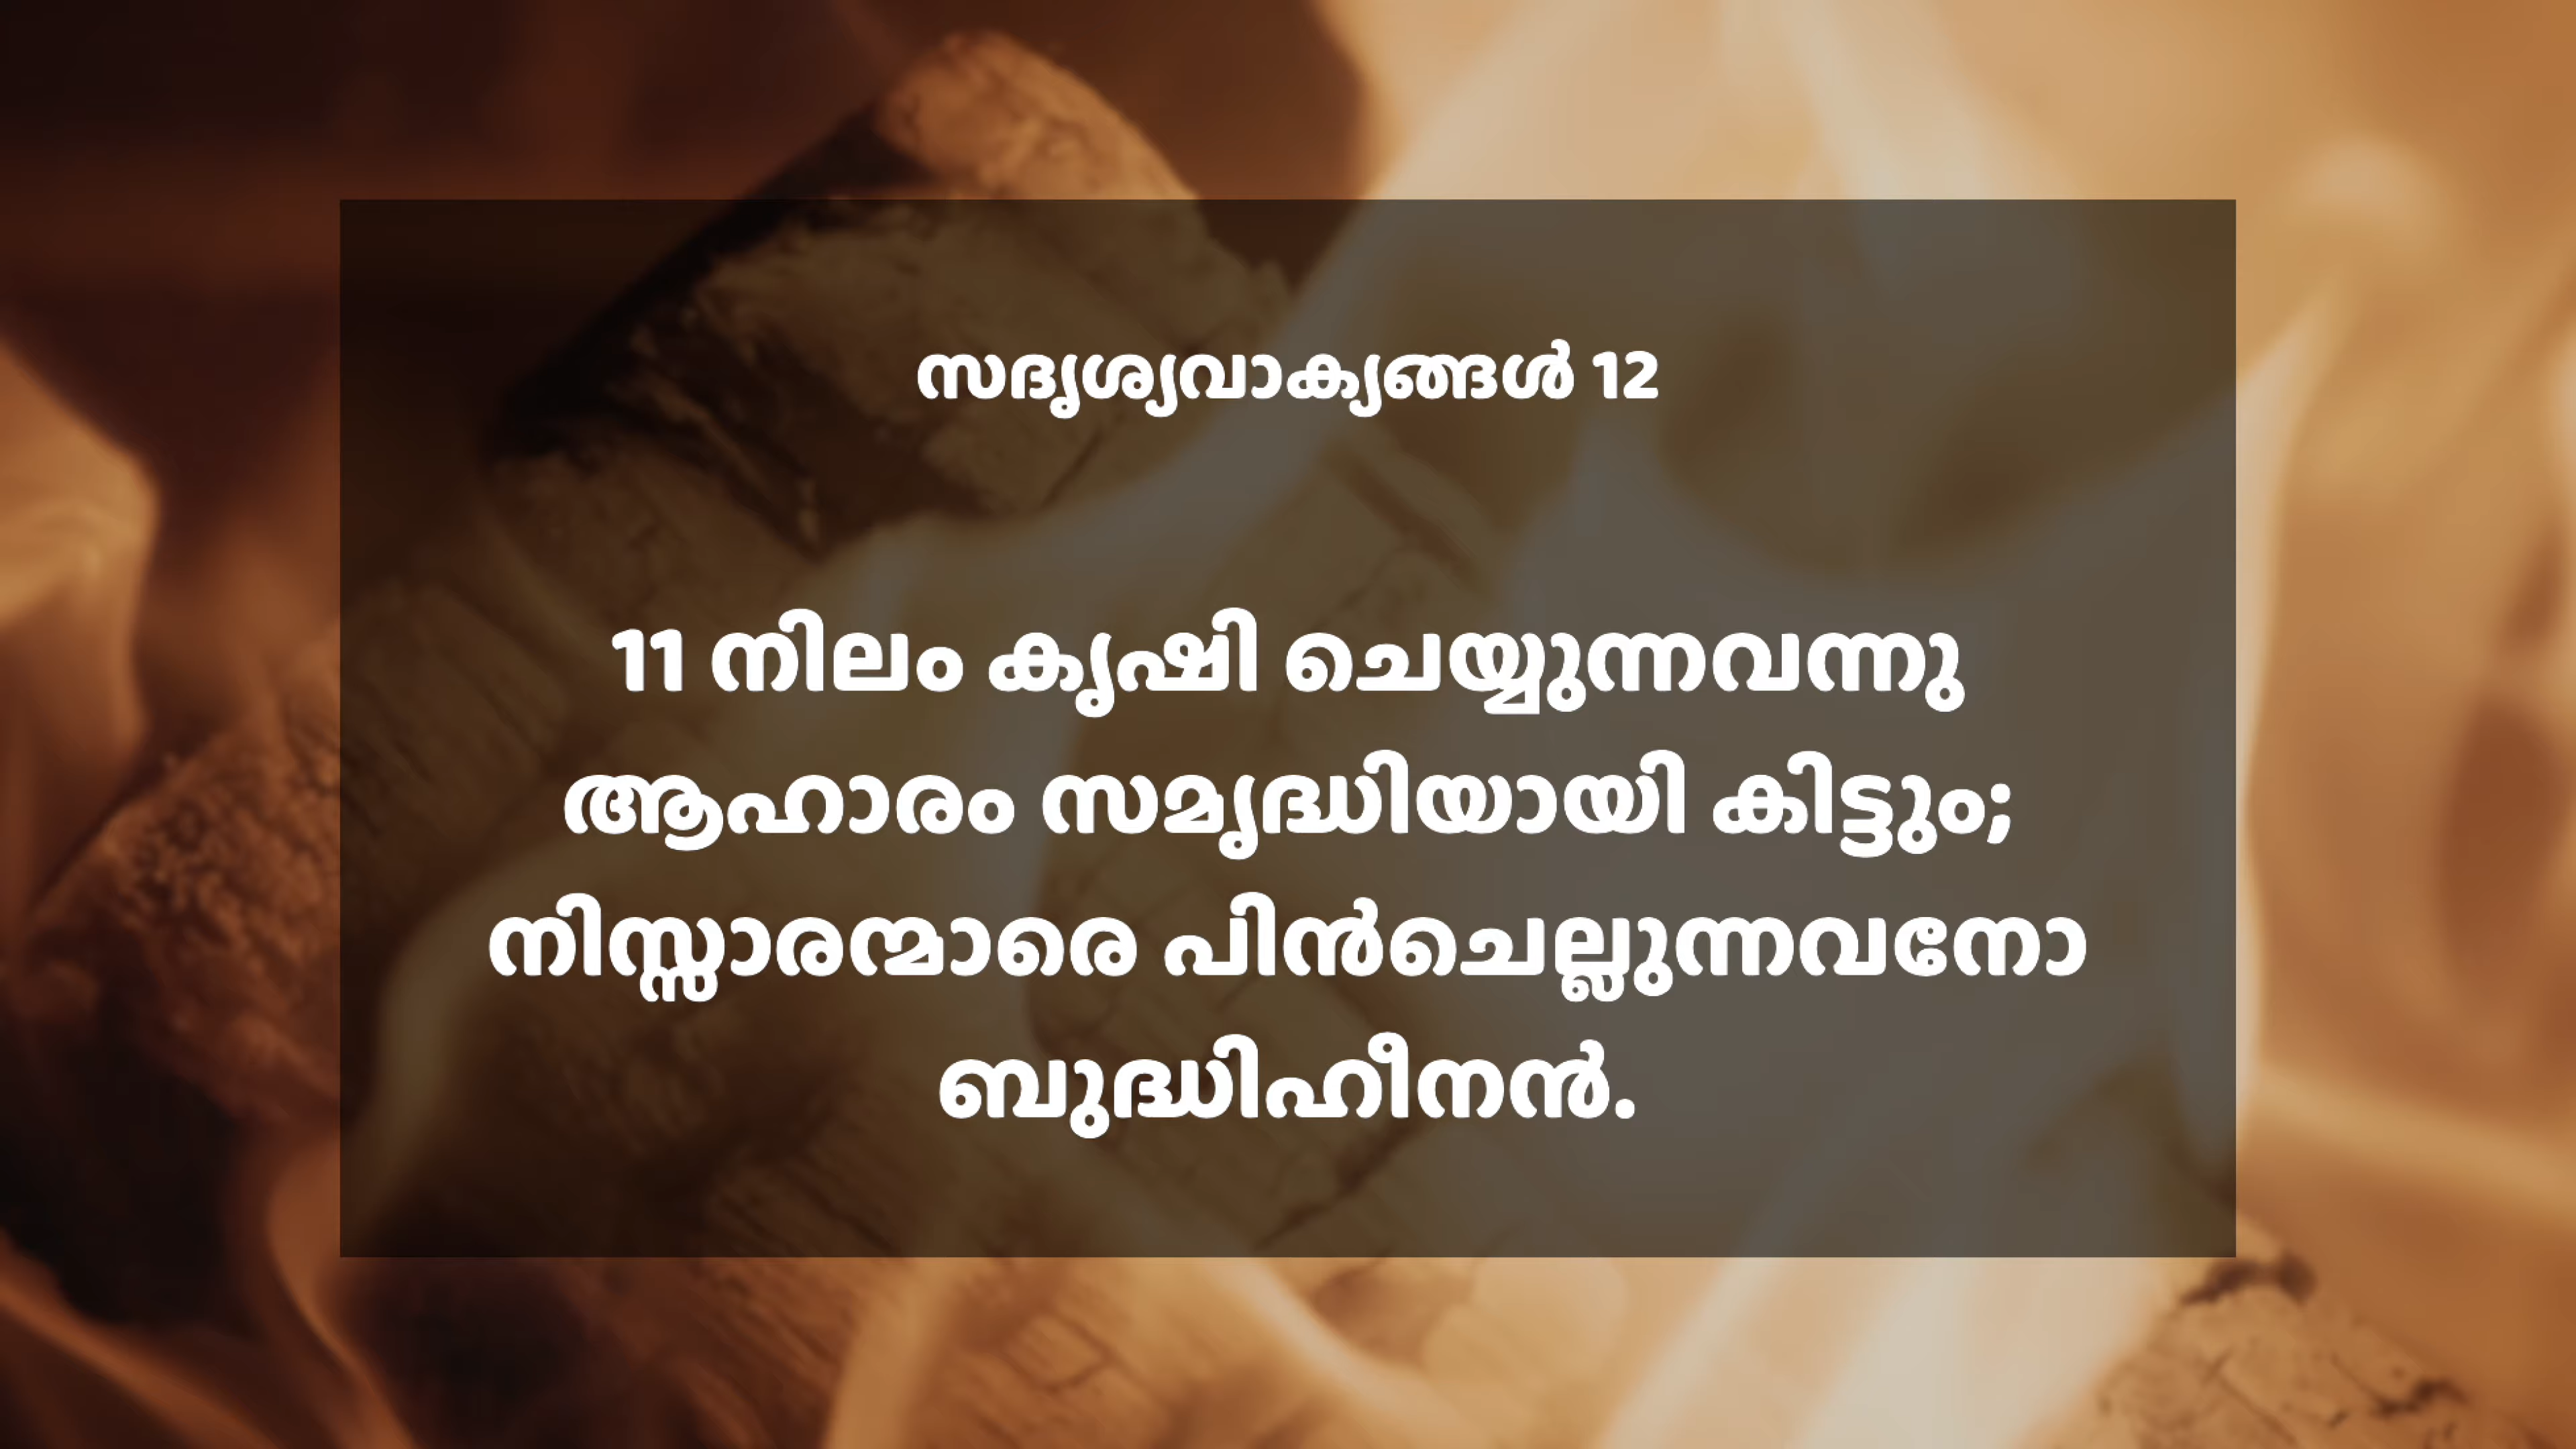 സദൃശ്യവാക്യങ്ങൾ 12
11 നിലം കൃഷി ചെയ്യുന്നവന്നു
ആഹാരം സമൃദ്ധിയായി കിട്ടും;
നിസ്സാരന്മാരെ പിൻചെല്ലുന്നവനോ
ബുദ്ധിഹീനൻ.